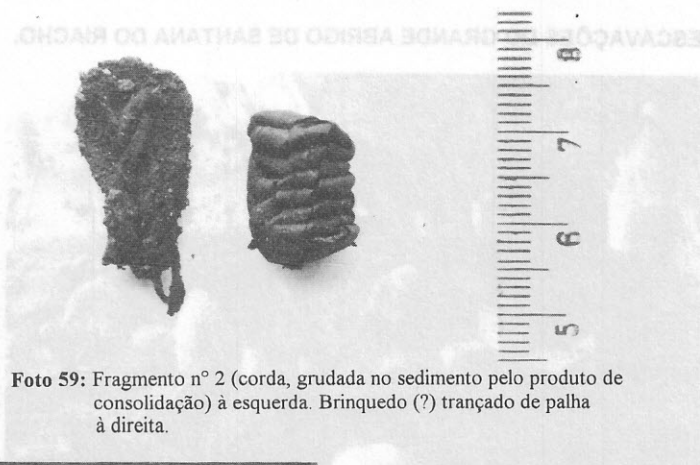 ESCAVAÇÕES DO GRANDE ABRIGO DE SANTANA DO RIACHO.
8
7
6
5
Foto 59: Fragmento n° 2 (corda, grudada no sedimento pelo produto de
consolidação) à esquerda. Brinquedo (?) trançado de palha
à direita.